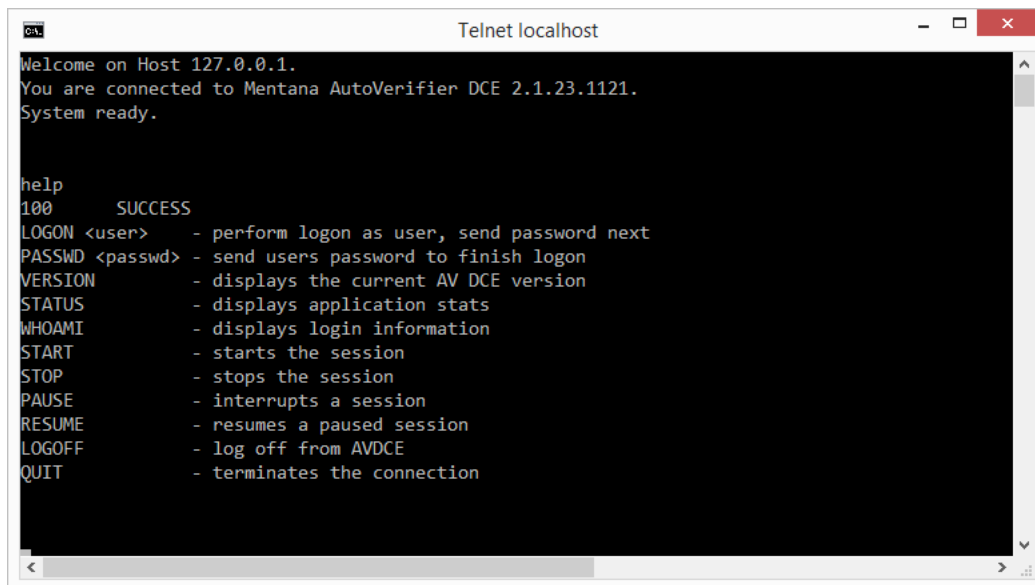 Telnet localhost
Welcome on Host 127.0.0.1.
You are connected to Mentana AutoVerifier DCE 2.1.23.1121.
System ready.
help
100 SUCCESS
LOGON <user> - perform logon as user, send password next
PASSWD <passwd> - send users password to finish logon
VERSION - displays the current AV DCE version
STATUS - displays application stats
WHOAMI - displays login information
START - starts the session
STOP - stops the session
PAUSE - interrupts a session
RESUME - resumes a paused session
LOGOFF - log off from AVDCE
QUIT - terminates the connection